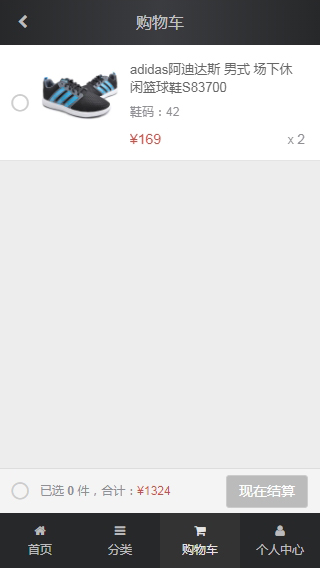 购物车
adidas阿迪达斯 男式 场下休
闲篮球鞋S83700
鞋码：42
¥169 x 2
已选 0 件，合计：¥1324 现在结算
首页 分类 购物车 个人中心